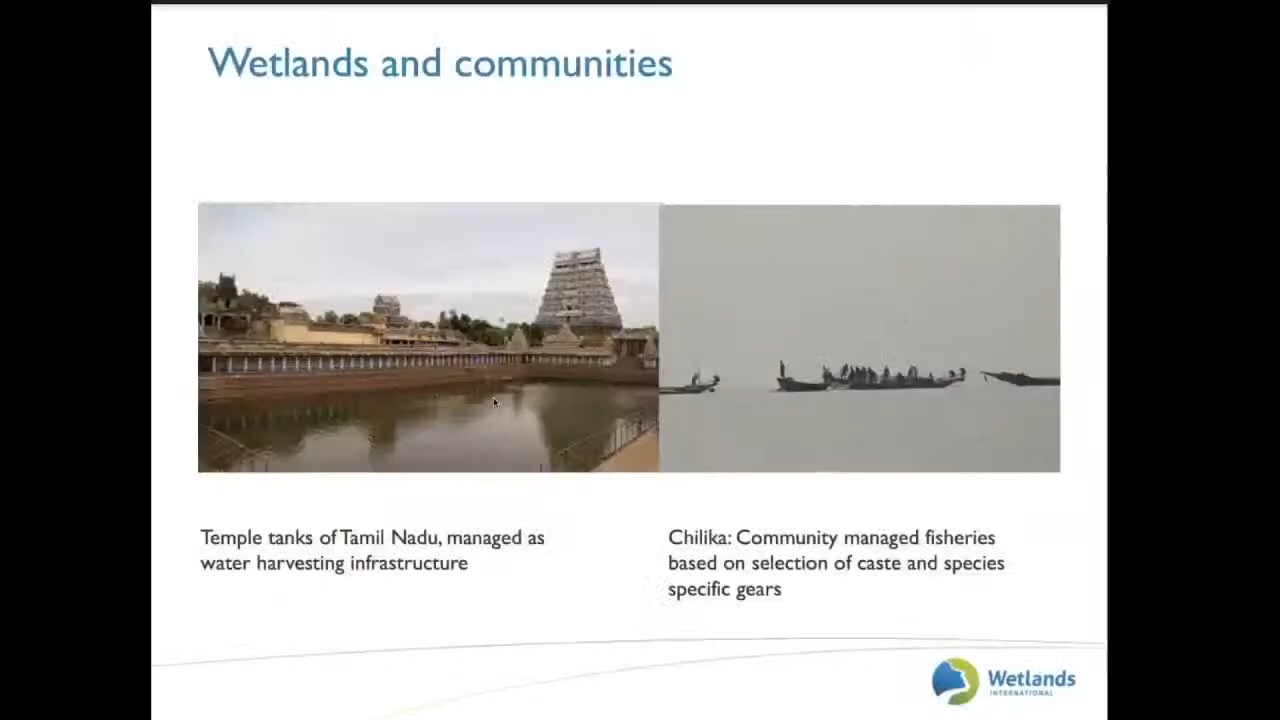 Wetlands and communities
Temple tanks of Tamil Nadu, managed as
water harvesting infrastructure
Chilika: Community managed fisheries
based on selection of caste and species
specific gears
Wetlands
INTERNATIONAL